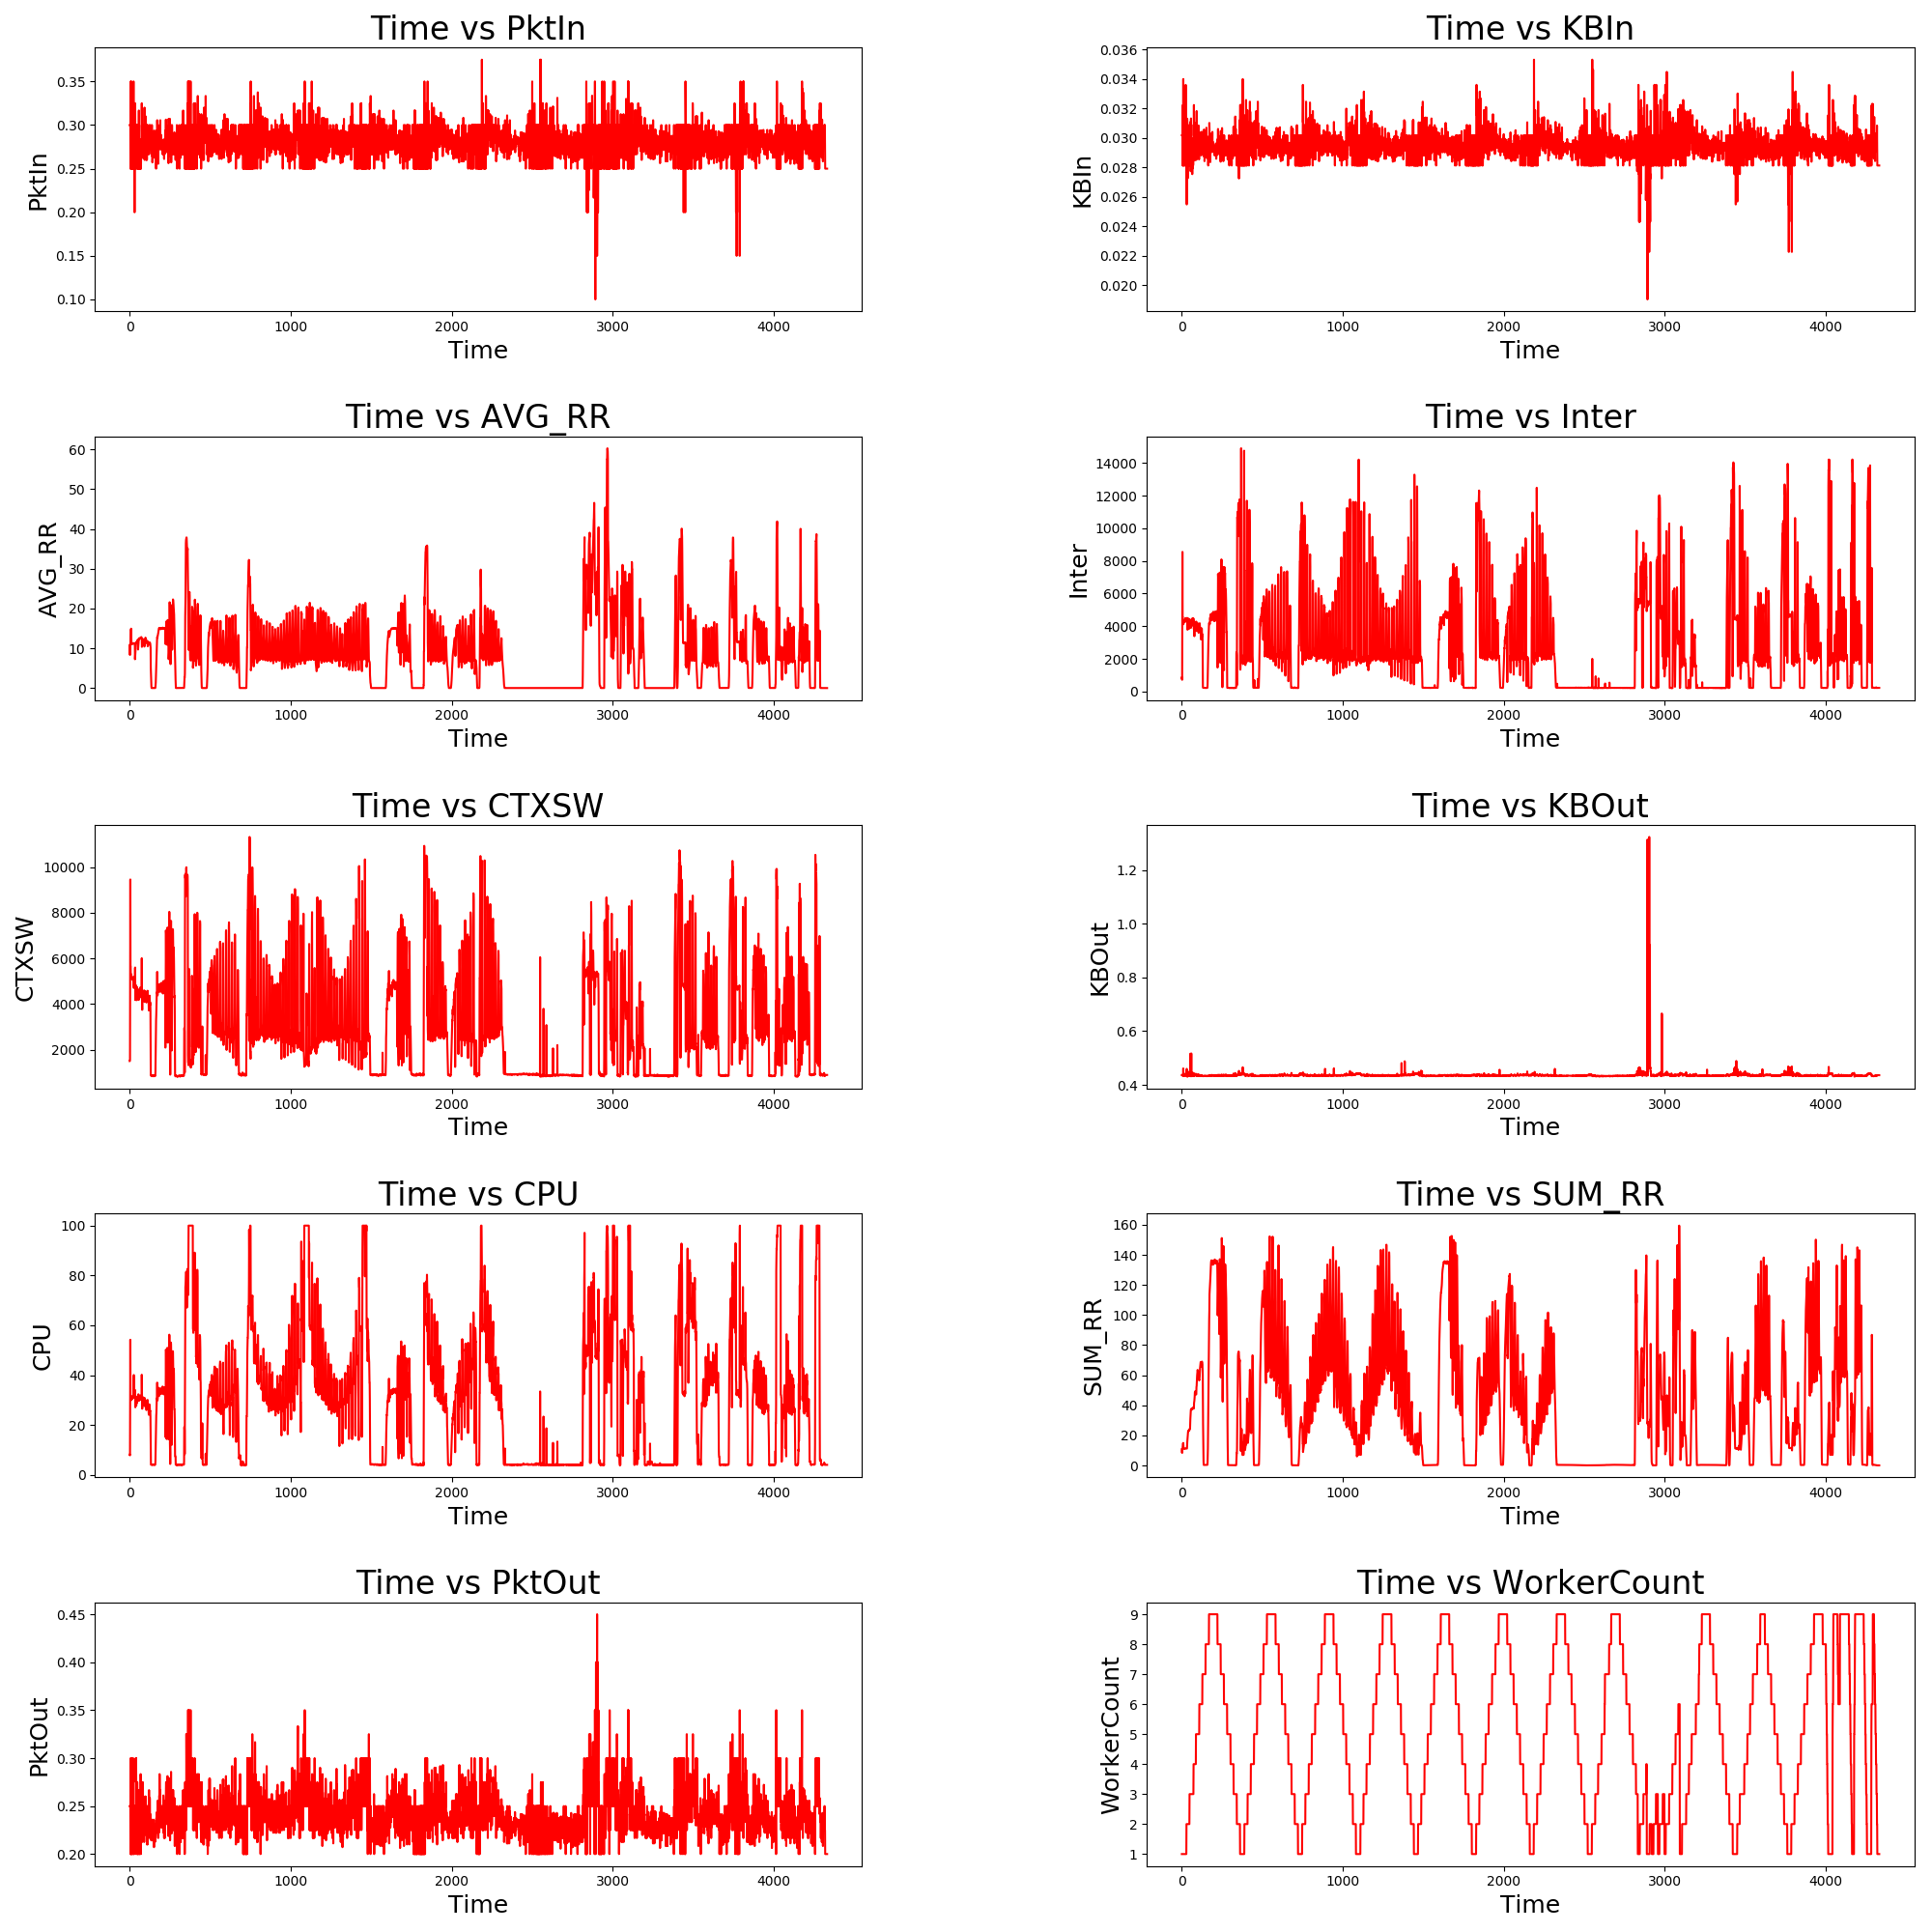 Time vs PktIn
PktIn
0.35
0.30
0.25
0.20
0.15
0.10
0 1000 2000 3000 4000
Time
Time vs KBIn
KBIn
0.036
0.034
0.032
0.030
0.028
0.026
0.024
0.022
0.020
0 1000 2000 3000 4000
Time
Time vs AVG_RR
AVG_RR
60
50
40
30
20
10
0
0 1000 2000 3000 4000
Time
Time vs Inter
Inter
14000
12000
10000
8000
6000
4000
2000
0
0 1000 2000 3000 4000
Time
Time vs CTXSW
CTXSW
10000
8000
6000
4000
2000
0 1000 2000 3000 4000
Time
Time vs KBOut
KBOut
1.2
1.0
0.8
0.6
0.4
0 1000 2000 3000 4000
Time
Time vs CPU
CPU
100
80
60
40
20
0
0 1000 2000 3000 4000
Time
Time vs SUM_RR
SUM_RR
160
140
120
100
80
60
40
20
0
0 1000 2000 3000 4000
Time
Time vs PktOut
PktOut
0.45
0.40
0.35
0.30
0.25
0.20
0 1000 2000 3000 4000
Time
Time vs WorkerCount
WorkerCount
9
8
7
6
5
4
3
2
1
0 1000 2000 3000 4000
Time